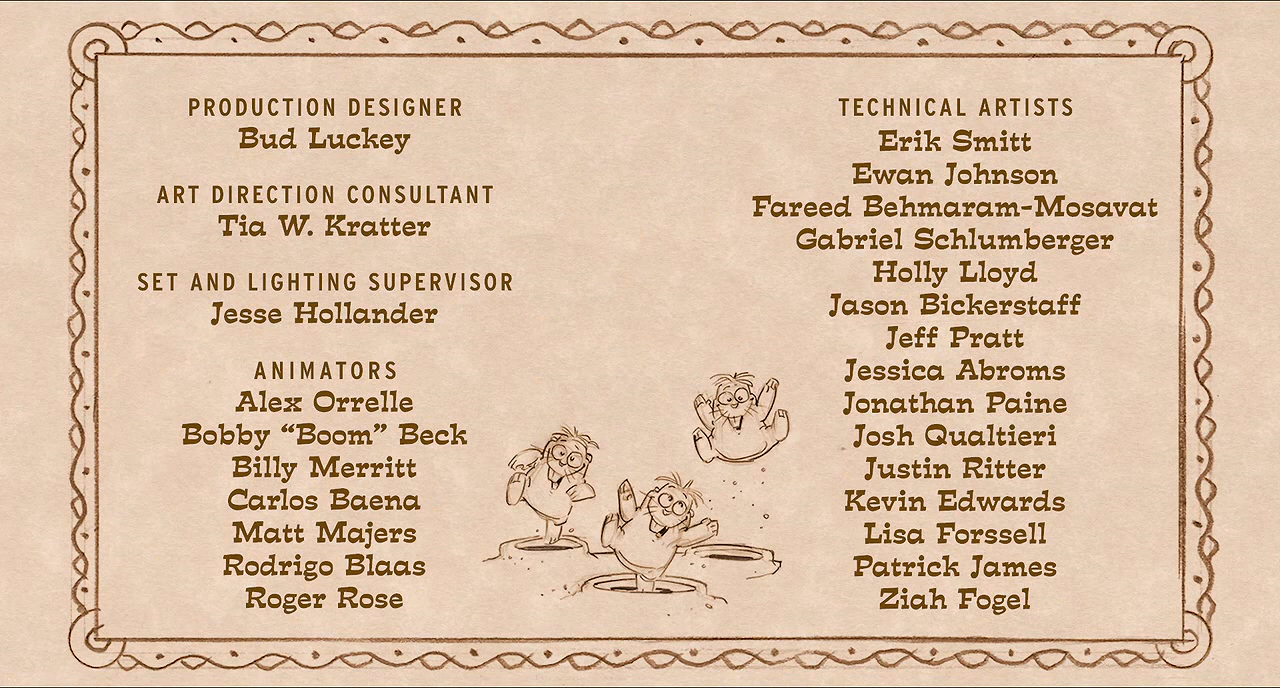 PRODUCTION DESIGNER
Bud Luckey
ART DIRECTION CONSULTANT
Tia W. Kratter
SET AND LIGHTING SUPERVISOR
Jesse Hollander
ANIMATORS
Alex Orrelle
Bobby “Boom” Beck
Billy Merritt
Carlos Baena
Matt Majers
Rodrigo Blaas
Roger Rose
TECHNICAL ARTISTS
Erik Smitt
Ewan Johnson
Fareed Behmaram-Mosavat
Gabriel Schlumberger
Holly Lloyd
Jason Bickerstaff
Jeff Pratt
Jessica Abroms
Jonathan Paine
Josh Qualtieri
Justin Ritter
Kevin Edwards
Lisa Forssell
Patrick James
Ziah Fogel